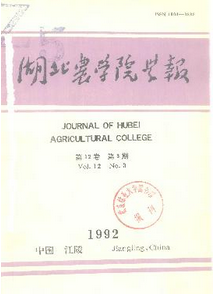 湖北农学院学报
JOURNAL OF HUBEI
AGRICULTURAL COLLEGE
第12卷 第3期
Vol. 12 No. 3
1992
中国 江陵 Jiangling, China